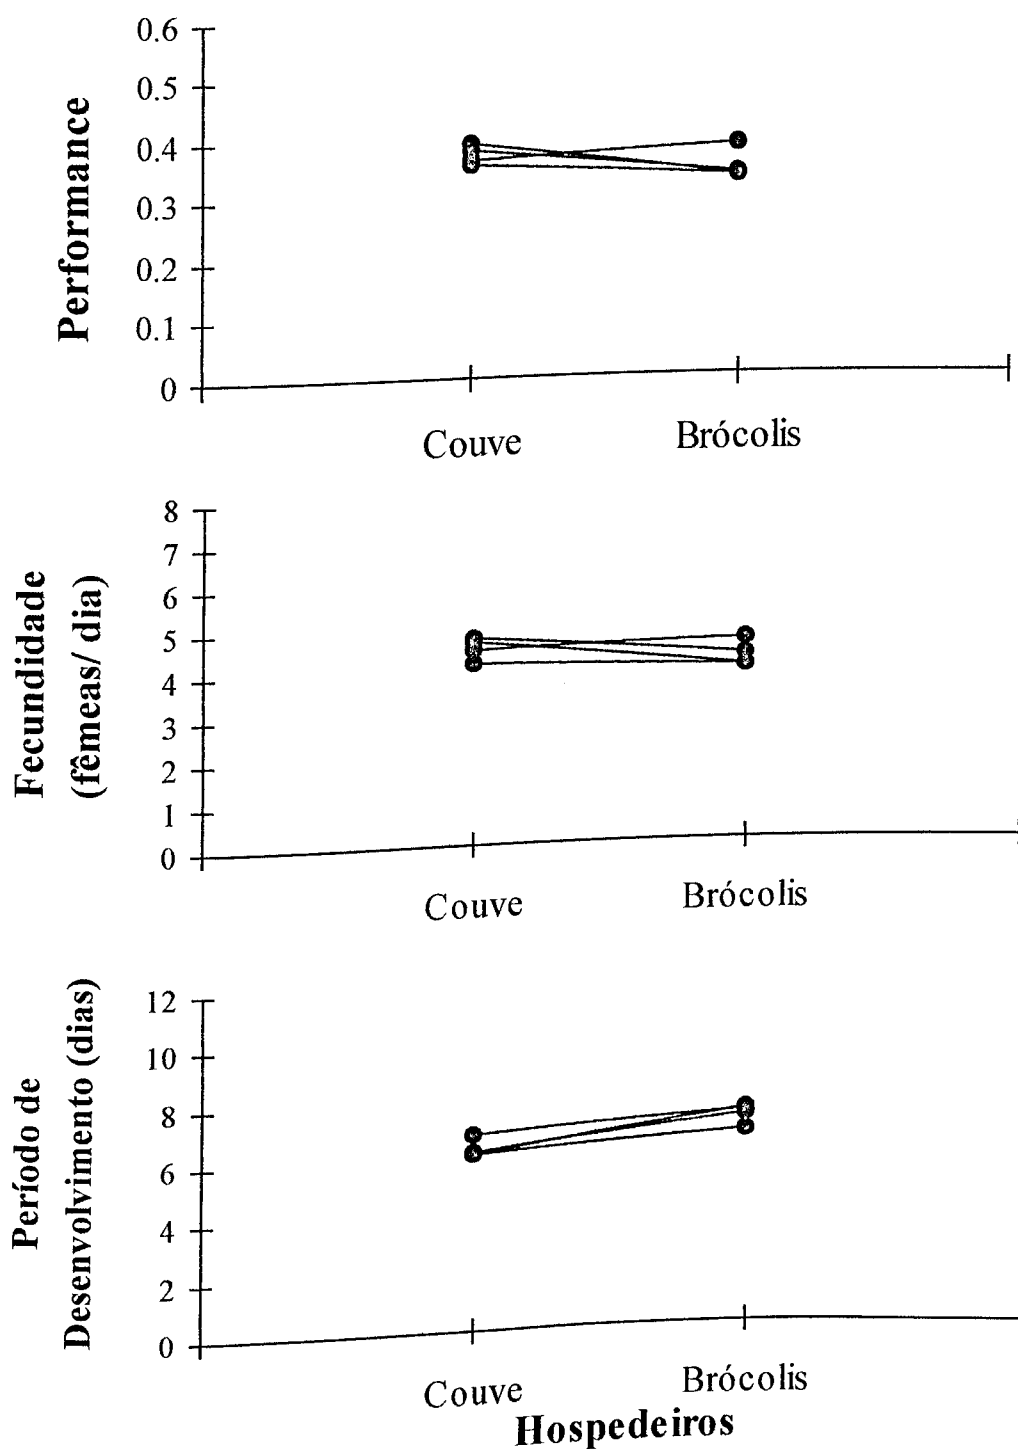 Performance
0.6
0.5
0.4
0.3
0.2
0.1
0
Couve
Brócolis
Fecundidade
(fêmeas/ dia)
8
7
6
5
4
3
2
1
0
Couve
Brócolis
Período de
Desenvolvimento (dias)
12
10
8
6
4
2
0
Couve
Brócolis
Hospedeiros